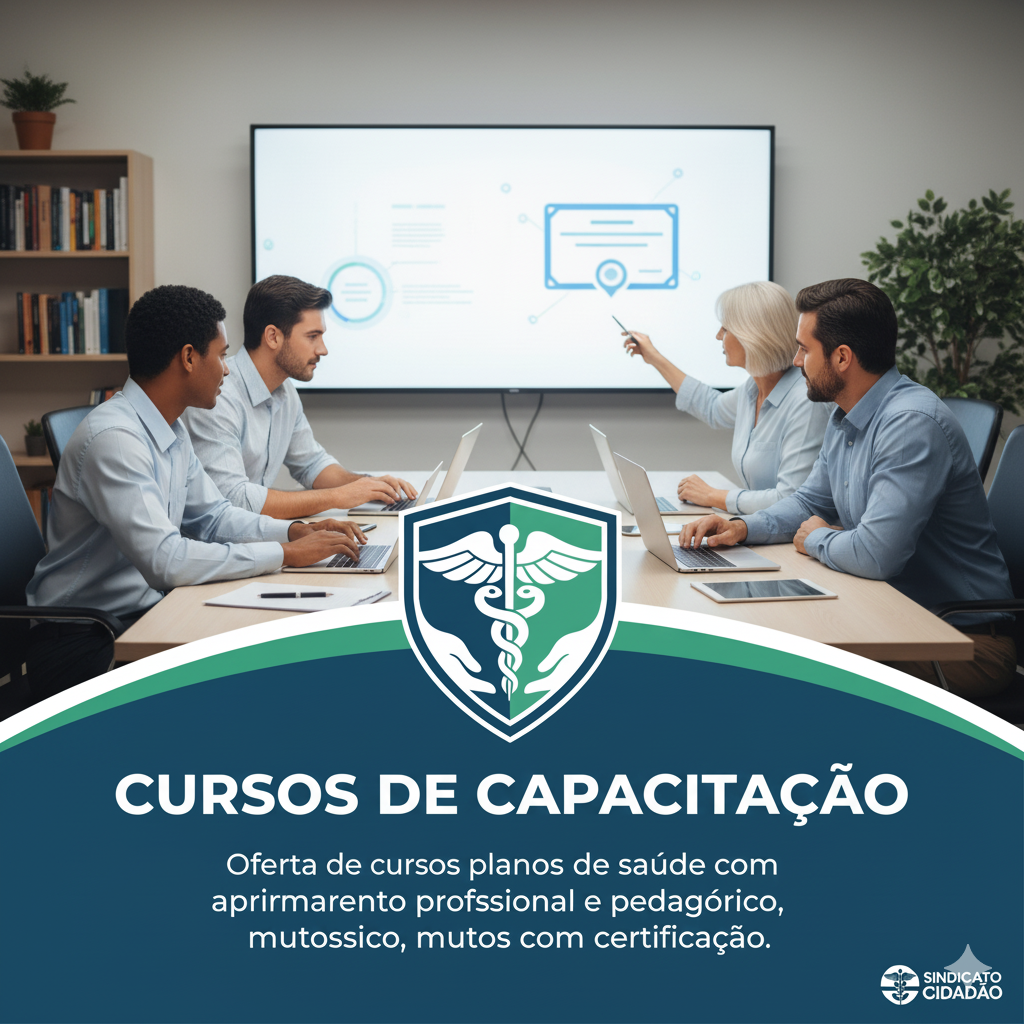 CURSOS DE CAPACITAÇÃO
Oferta de cursos planos de saúde com
aprirmarento profssional e pedagórico,
mutossico, mutos com certificação.
SINDICATO
CIDADÃO